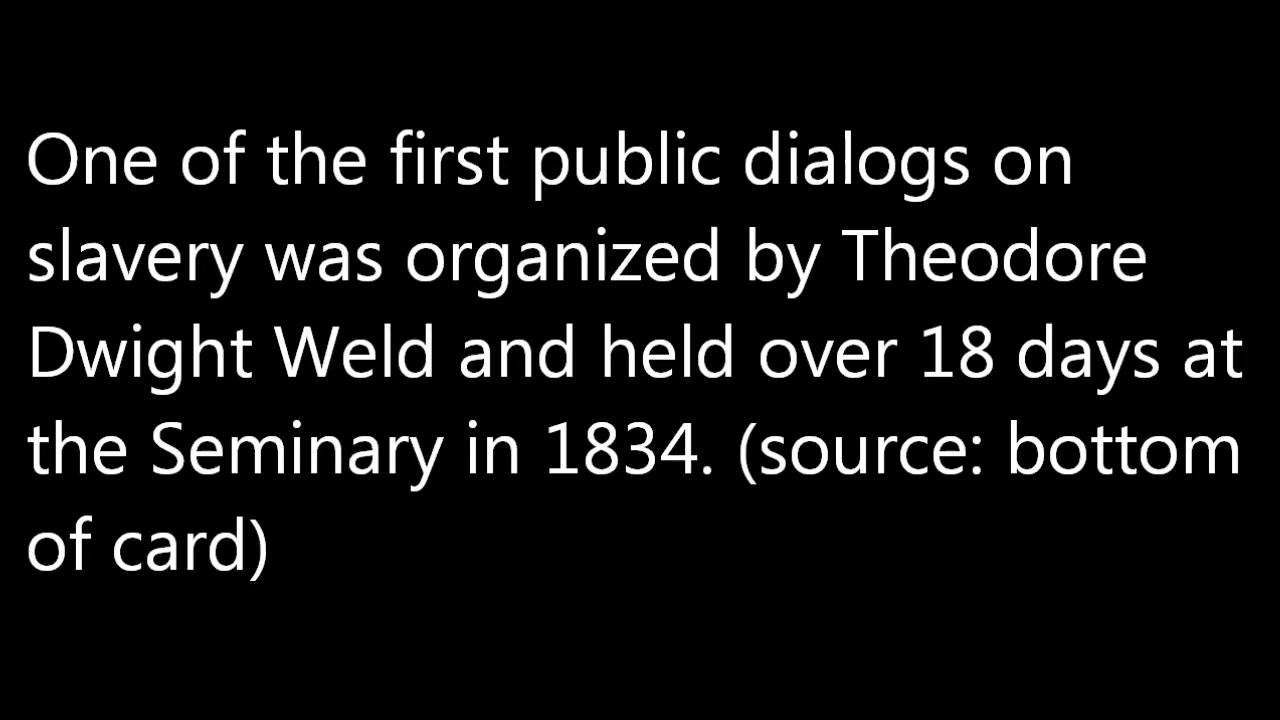 One of the first public dialogs on
slavery was organized by Theodore
Dwight Weld and held over 18 days at
the Seminary in 1834. (source: bottom
of card)